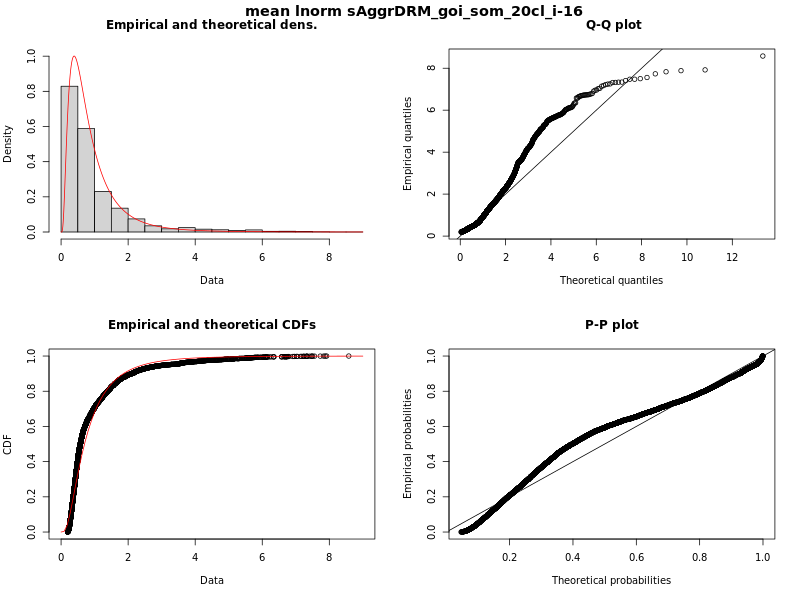 mean lnorm sAggrDRM_goi_som_20cl_i-16
Empirical and theoretical dens.
Density
0.0 0.2 0.4 0.6 0.8 1.0
0 2 4 6 8
Data
Q-Q plot
Empirical quantiles
0 2 4 6 8
0 2 4 6 8 10 12
Theoretical quantiles
Empirical and theoretical CDFs
CDF
0.0 0.2 0.4 0.6 0.8 1.0
0 2 4 6 8
Data
P-P plot
Empirical probabilities
0.0 0.2 0.4 0.6 0.8 1.0
0.2 0.4 0.6 0.8 1.0
Theoretical probabilities